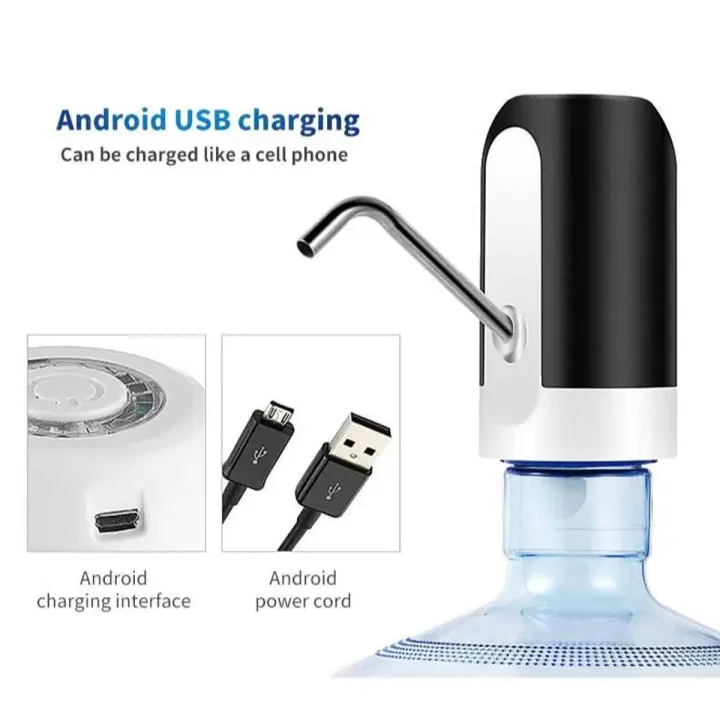 Android USB charging
Can be charged like a cell phone
Android
charging interface
Android
power cord